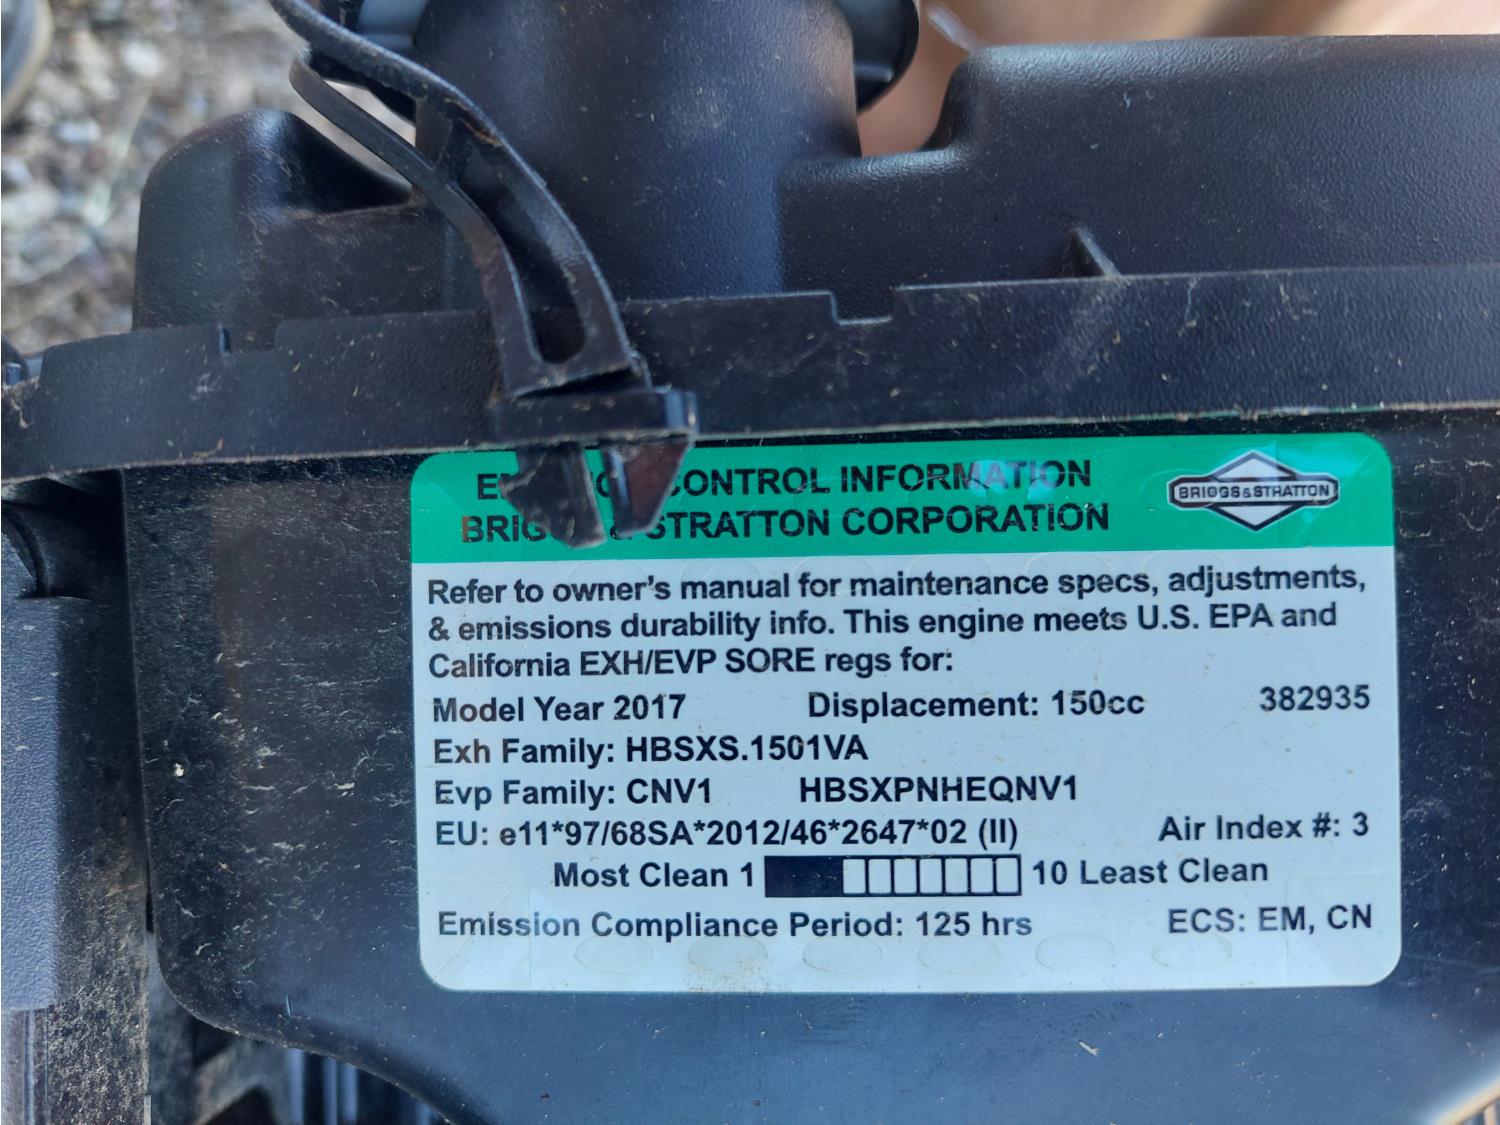 CONTROL INFORMATION
STRATTON CORPORATION
BRIGGS&STRATTON
Refer to owner's manual for maintenance specs, adjustments,
& emissions durability info. This engine meets U.S. EPA and
California EXH/EVP SORE regs for:
Model Year 2017 Displacement: 150cc 382935
Exh Family: HBSXS.1501VA
Evp Family: CNV1 HBSXPNHEQNV1
EU: e11*97/68SA*2012/46*2647*02 (II) Air Index #: 3
Most Clean 1 10 Least Clean
Emission Compliance Period: 125 hrs ECS: EM, CN